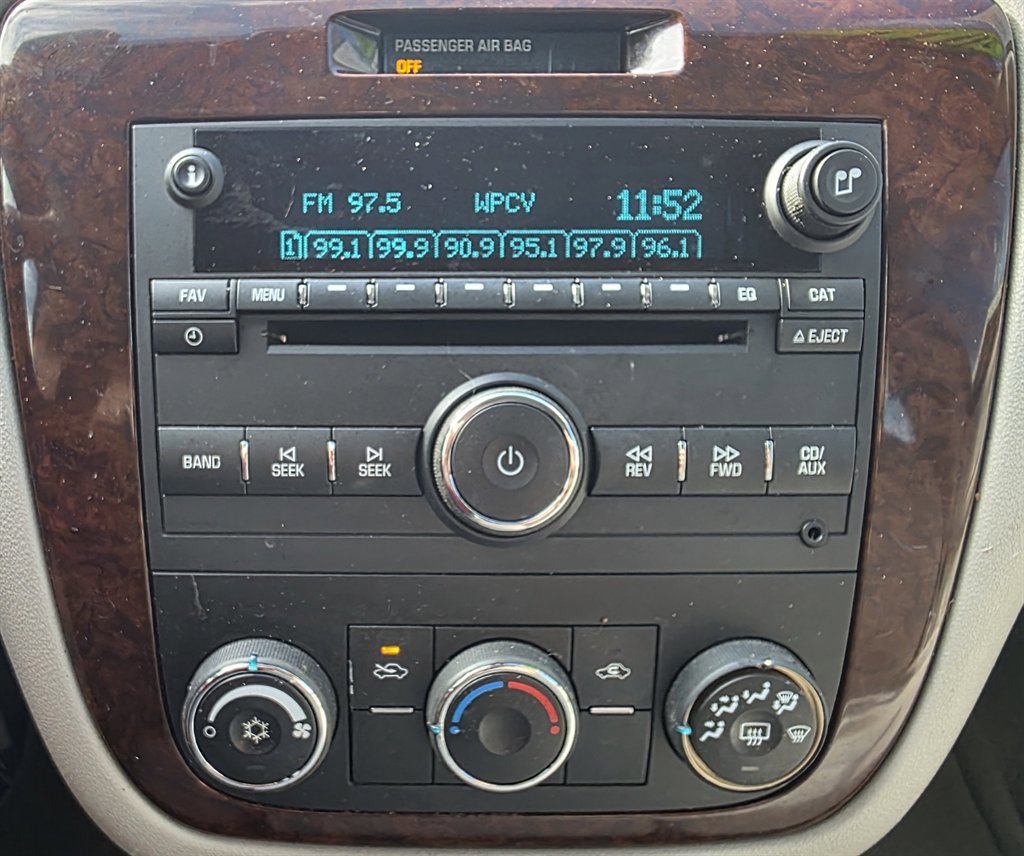 PASSENGER AIR BAG
OFF
i
FM 97.5 WPCV 11:52
1 99.1 99.9 90.9 95.1 97.9 96.1
FAV MENU EQ CAT
EJECT
BAND SEEK SEEK REV FWD CD/
AUX